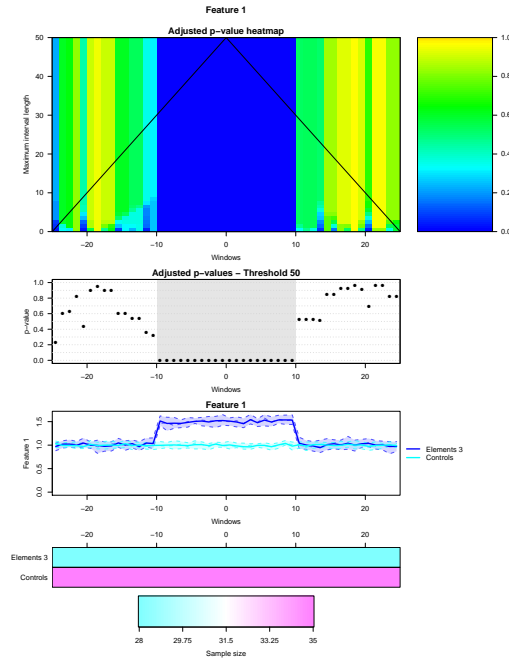 Feature 1
Adjusted p−value heatmap
Maximum interval length
50
40
30
20
10
0
−20 −10 0 10 20
Windows
1.0
0.8
0.6
0.4
0.2
0.0
Adjusted p−values − Threshold 50
p−value
1.0
0.8
0.6
0.4
0.2
0.0
−20 −10 0 10 20
Windows
Feature 1
Feature 1
1.5
1.0
0.5
0.0
−20 −10 0 10 20
Windows
Elements 3
Controls
−20 −10 0 10 20
Elements 3
Controls
28 29.75 31.5 33.25 35
Sample size